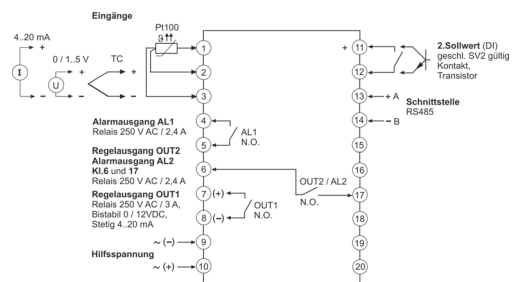 Eingänge
Pt100
ϑ
4..20 mA
+
I
−
0 / 1..5 V
+
U
−
TC
+
−
1
2
3
Alarmausgang AL1
Relais 250 V AC / 2,4 A
4
5
AL1
N.O.
Regelausgang OUT2
Alarmausgang AL2
Kl.6 und 17
Relais 250 V AC / 2,4 A
6
OUT2 / AL2
N.O.
Regelausgang OUT1
Relais 250 V AC / 3 A,
Bistabil 0 / 12VDC,
Stetig 4..20 mA
7 (+)
8 (−)
OUT1
N.O.
~ (−) 9
Hilfsspannung
~ (+) 10
+ 11
12
2.Sollwert (DI)
geschl. SV2 gültig
Kontakt,
Transistor
13 + A
14 − B
Schnittstelle
RS485
15
16
17
18
19
20